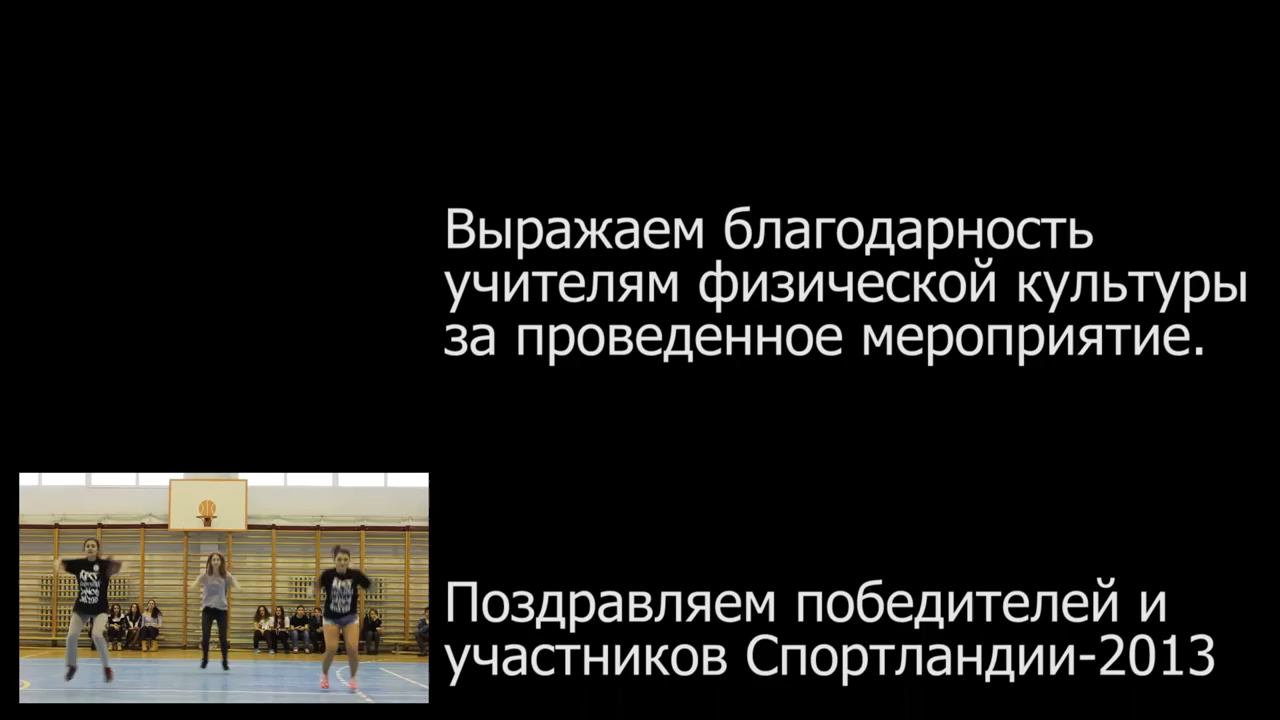 Выражаем благодарность
учителям физической культуры
за проведенное мероприятие.
Поздравляем победителей и
участников Спортландии-2013